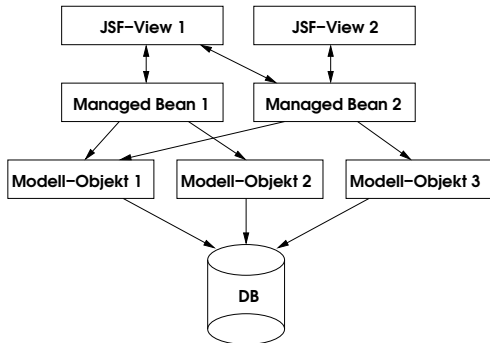 JSF−View 1
JSF−View 2
Managed Bean 1
Managed Bean 2
Modell−Objekt 1
Modell−Objekt 2
Modell−Objekt 3
DB